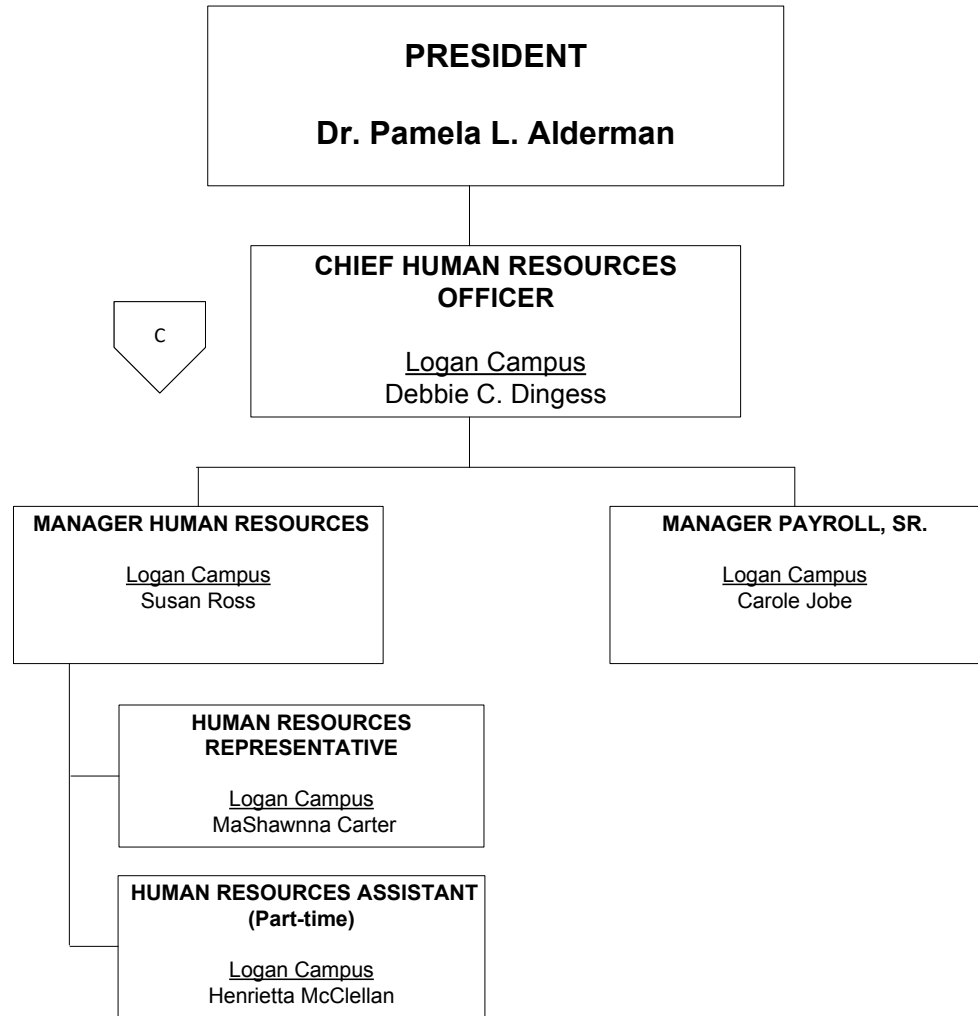 PRESIDENT
Dr. Pamela L. Alderman
CHIEF HUMAN RESOURCES
OFFICER
Logan Campus
Debbie C. Dingess
C
MANAGER HUMAN RESOURCES
Logan Campus
Susan Ross
MANAGER PAYROLL, SR.
Logan Campus
Carole Jobe
HUMAN RESOURCES
REPRESENTATIVE
Logan Campus
MaShawnna Carter
HUMAN RESOURCES ASSISTANT
(Part-time)
Logan Campus
Henrietta McClellan